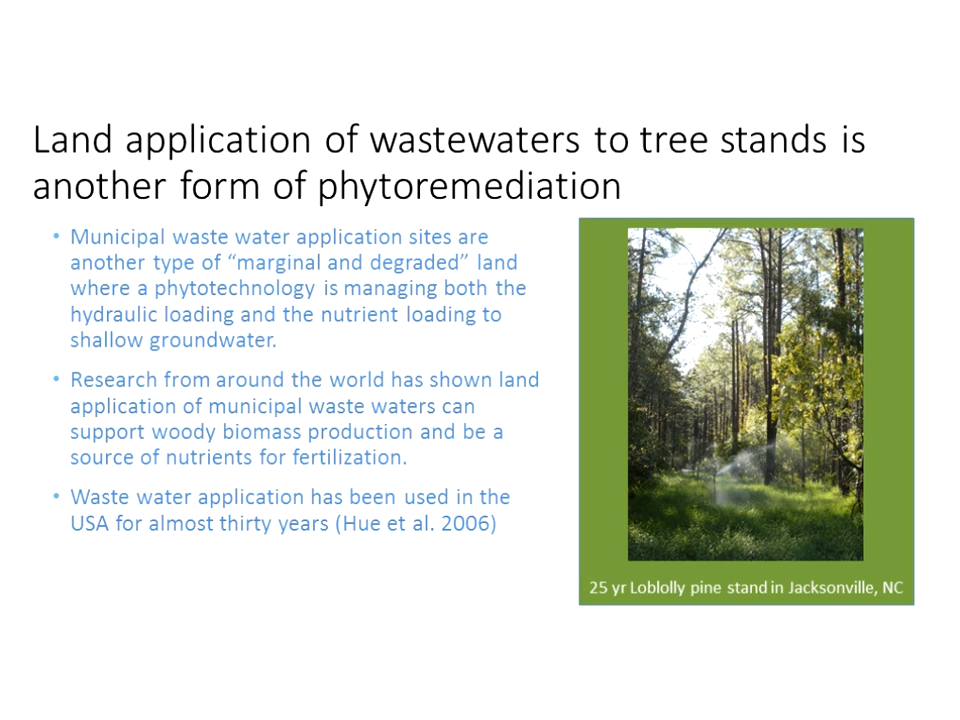 Land application of wastewaters to tree stands is
another form of phytoremediation
• Municipal waste water application sites are
another type of “marginal and degraded” land
where a phytotechnology is managing both the
hydraulic loading and the nutrient loading to
shallow groundwater.
• Research from around the world has shown land
application of municipal waste waters can
support woody biomass production and be a
source of nutrients for fertilization.
• Waste water application has been used in the
USA for almost thirty years (Hue et al. 2006)
25 yr Loblolly pine stand in Jacksonville, NC